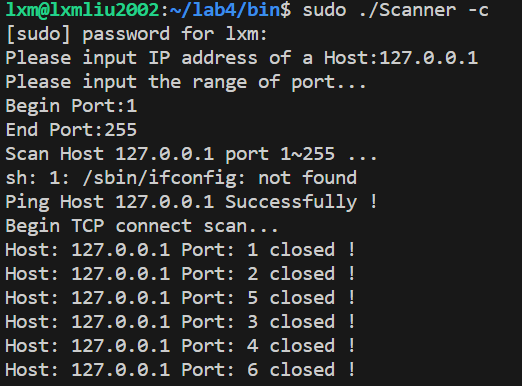 lxm@lxmliu2002:~/lab4/bin$ sudo ./Scanner -c
[sudo] password for lxm:
Please input IP address of a Host:127.0.0.1
Please input the range of port...
Begin Port:1
End Port:255
Scan Host 127.0.0.1 port 1~255 ...
sh: 1: /sbin/ifconfig: not found
Ping Host 127.0.0.1 Successfully !
Begin TCP connect scan...
Host: 127.0.0.1 Port: 1 closed !
Host: 127.0.0.1 Port: 2 closed !
Host: 127.0.0.1 Port: 5 closed !
Host: 127.0.0.1 Port: 3 closed !
Host: 127.0.0.1 Port: 4 closed !
Host: 127.0.0.1 Port: 6 closed !